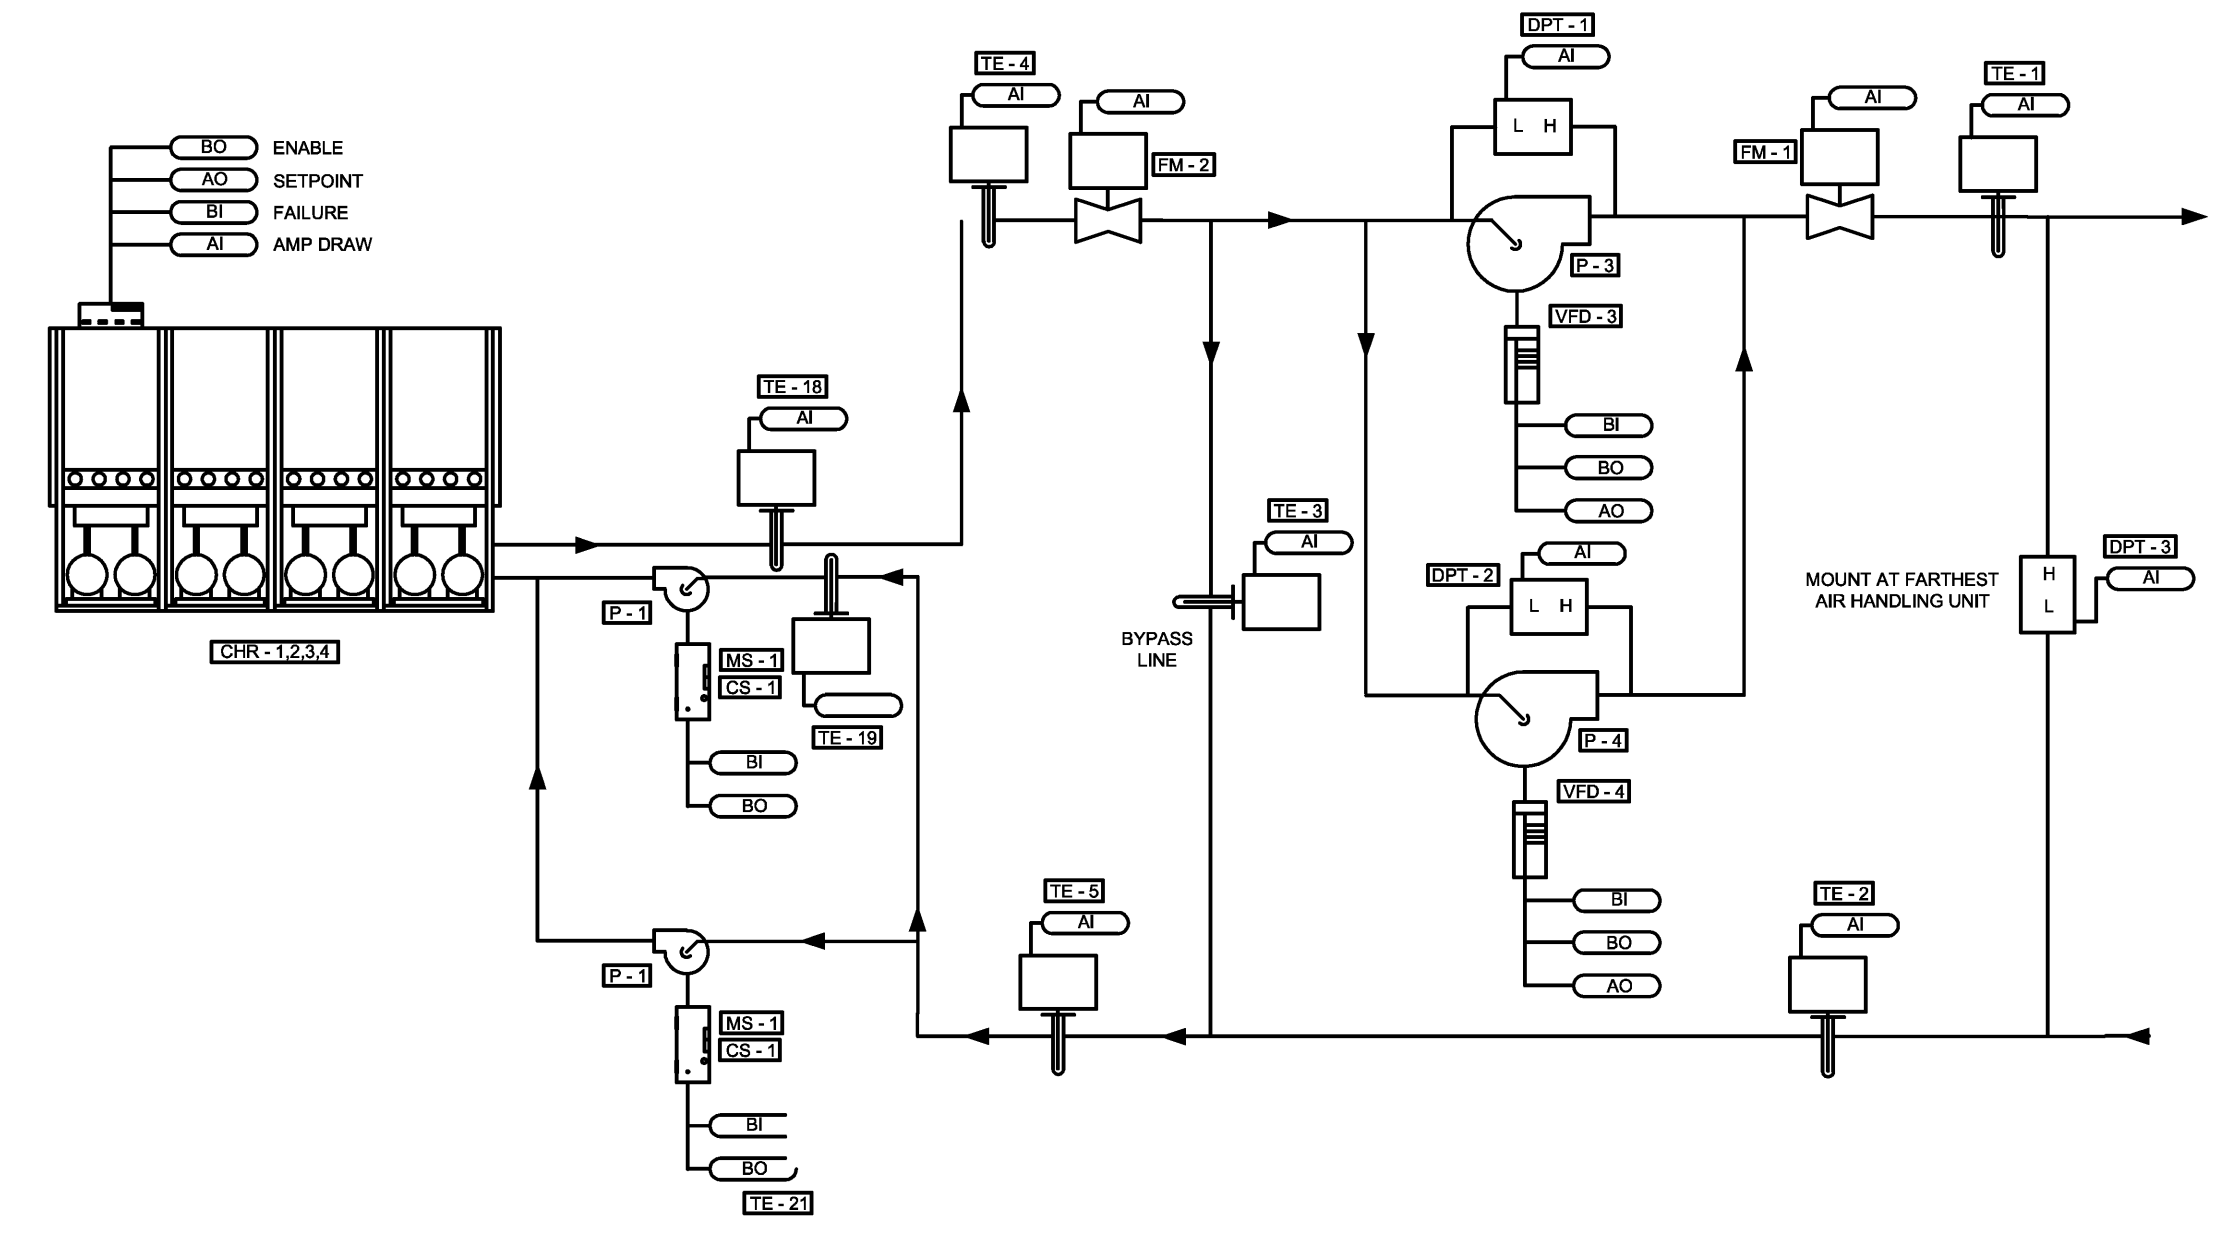 DPT - 1
AI
TE - 4
AI
AI
FM - 2
L H
P - 3
VFD - 3
BI
BO
AO
AI
FM - 1
TE - 1
AI
BO ENABLE
AO SETPOINT
BI FAILURE
AI AMP DRAW
CHR - 1,2,3,4
TE - 18
AI
P - 1
MS - 1
CS - 1
BI
BO
TE - 19
TE - 3
AI
BYPASS
LINE
AI
DPT - 2
L H
P - 4
VFD - 4
BI
BO
AO
MOUNT AT FARTHEST
AIR HANDLING UNIT
H
L
DPT - 3
AI
P - 1
MS - 1
CS - 1
BI
BO
TE - 21
TE - 5
AI
TE - 2
AI